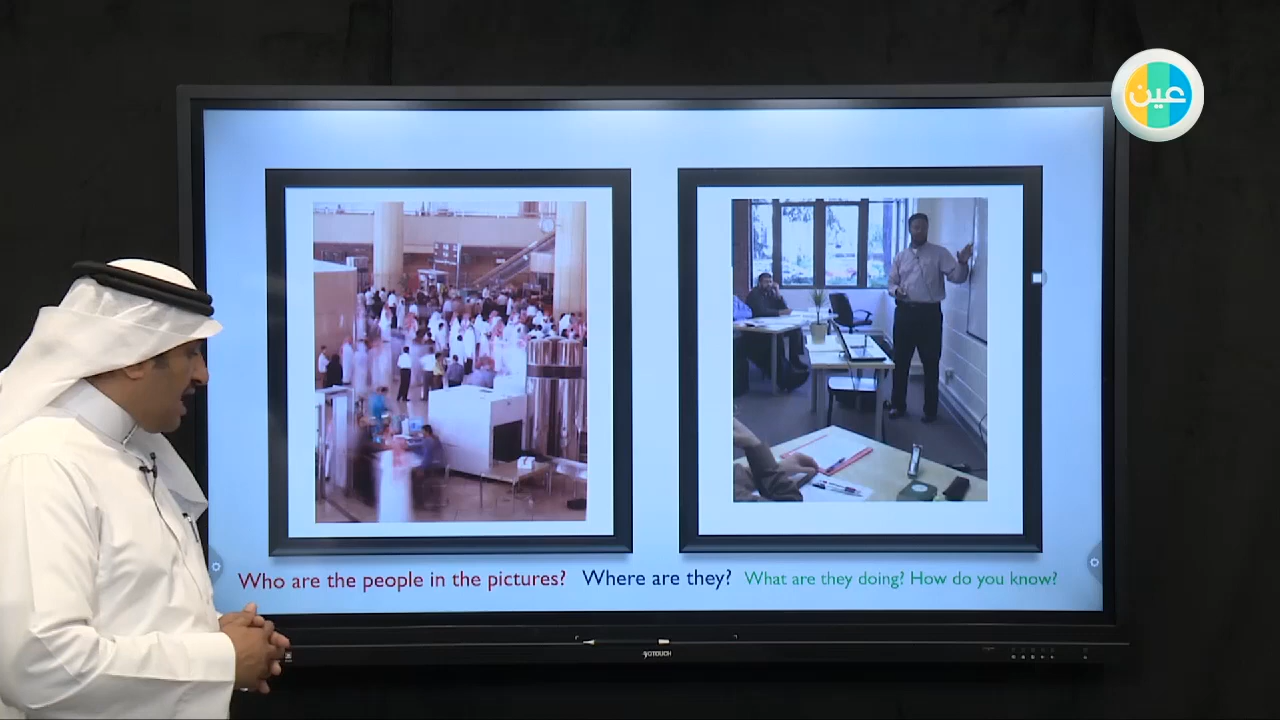 عين
Who are the people in the pictures? Where are they? What are they doing? How do you know?